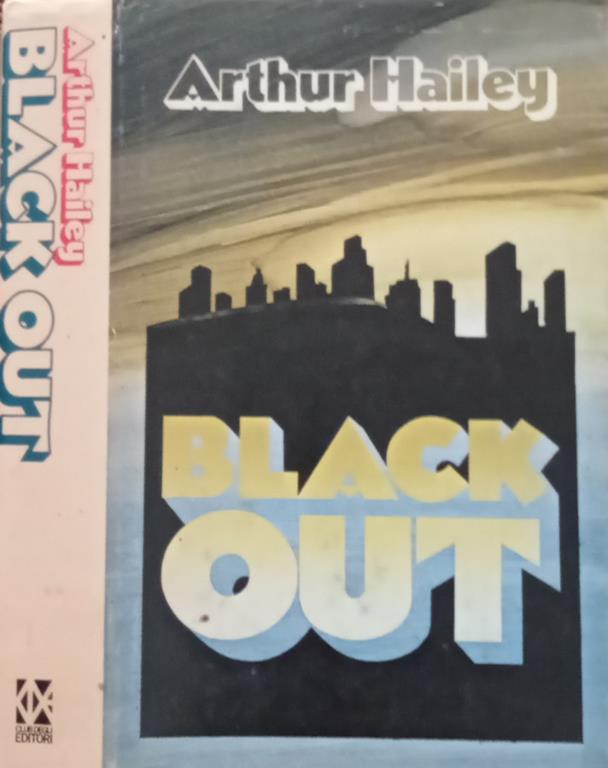 Arthur Hailey
BLACK OUT
CLUB DEGLI
EDITORI
Arthur Hailey
BLACK
OUT